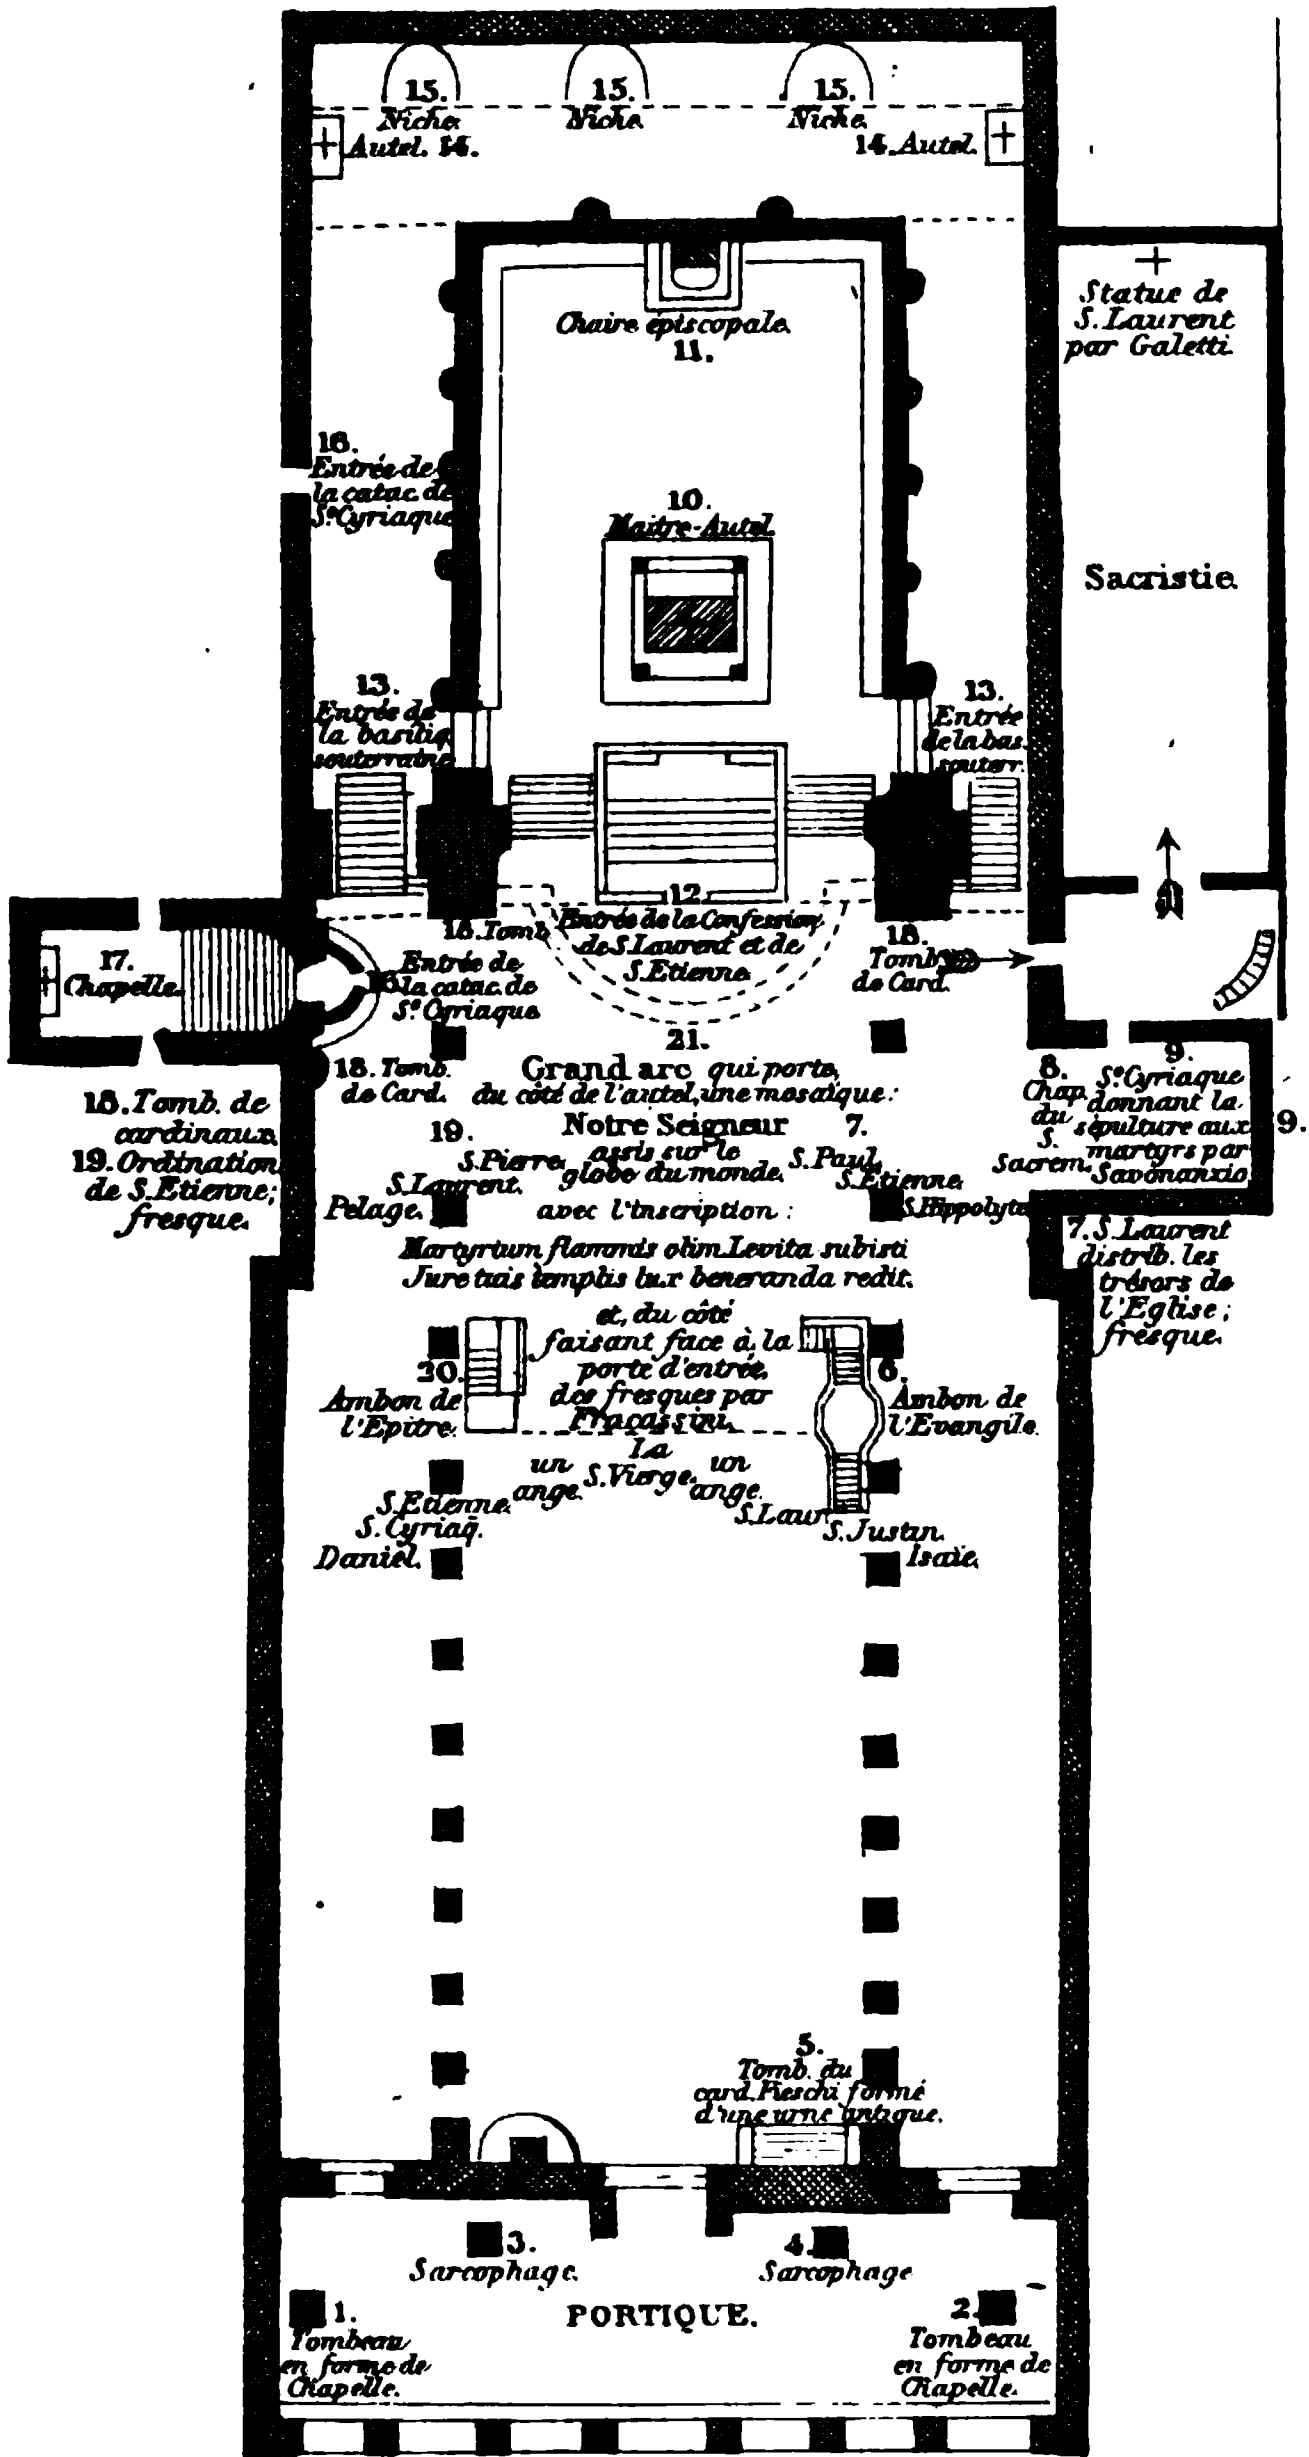 15.
Niche.
15.
Niche.
15.
Niche.
Autel. 14.
14. Autel.
Chaire épiscopale.
11.
Statue de
S. Laurent
par Galetti.
16.
Entrée de
la catac. de
Sᵉ Cyriaque
10.
Maitre-Autel.
Sacristie.
13.
Entrée de
la basiliq.
souterraine
13.
Entrée
de la bas.
souterr.
12.
Entrée de la Confession
de S. Laurent et de
S. Etienne.
18. Tomb.
16.
Entrée de
la catac. de
Sᵉ Cyriaque
18.
Tomb.
de Card.
17.
Chapelle.
18. Tomb.
de Card.
21.
Grand arc qui porte,
du côté de l'autel, une mosaïque:
Notre Seigneur
assis sur le
globe du monde.
19.
S. Pierre.
S. Laurent.
Pelage.
7.
S. Paul.
S. Etienne.
S. Hippolyte
avec l'inscription:
Martyrium flammis olim Levita subisti
Jure tuis templis lux beneranda redit.
18. Tomb. de
cardinaux.
19. Ordination
de S. Etienne;
fresque.
8.
Chap.
du
S.
Sacrem.
9.
Sᵉ Cyriaque
donnant la
sépulture aux
martyrs par
Savonanzio
9.
7. S. Laurent
distrib. les
trésors de
l'Eglise;
fresque.
et, du côté
faisant face à la
porte d'entrée,
des fresques par
Fracassini.
20.
Ambon de
l'Epitre.
6.
Ambon de
l'Evangile.
La
S. Vierge.
un
ange.
un
ange.
S. Etienne.
S. Cyriaq.
Daniel.
S. Laur.
S. Justin.
Isaïe.
5.
Tomb. du
card. Fieschi formé
d'une urne antique.
3.
Sarcophage.
4.
Sarcophage
PORTIQUE.
1.
Tombeau
en forme de
Chapelle.
2.
Tombeau
en forme de
Chapelle.